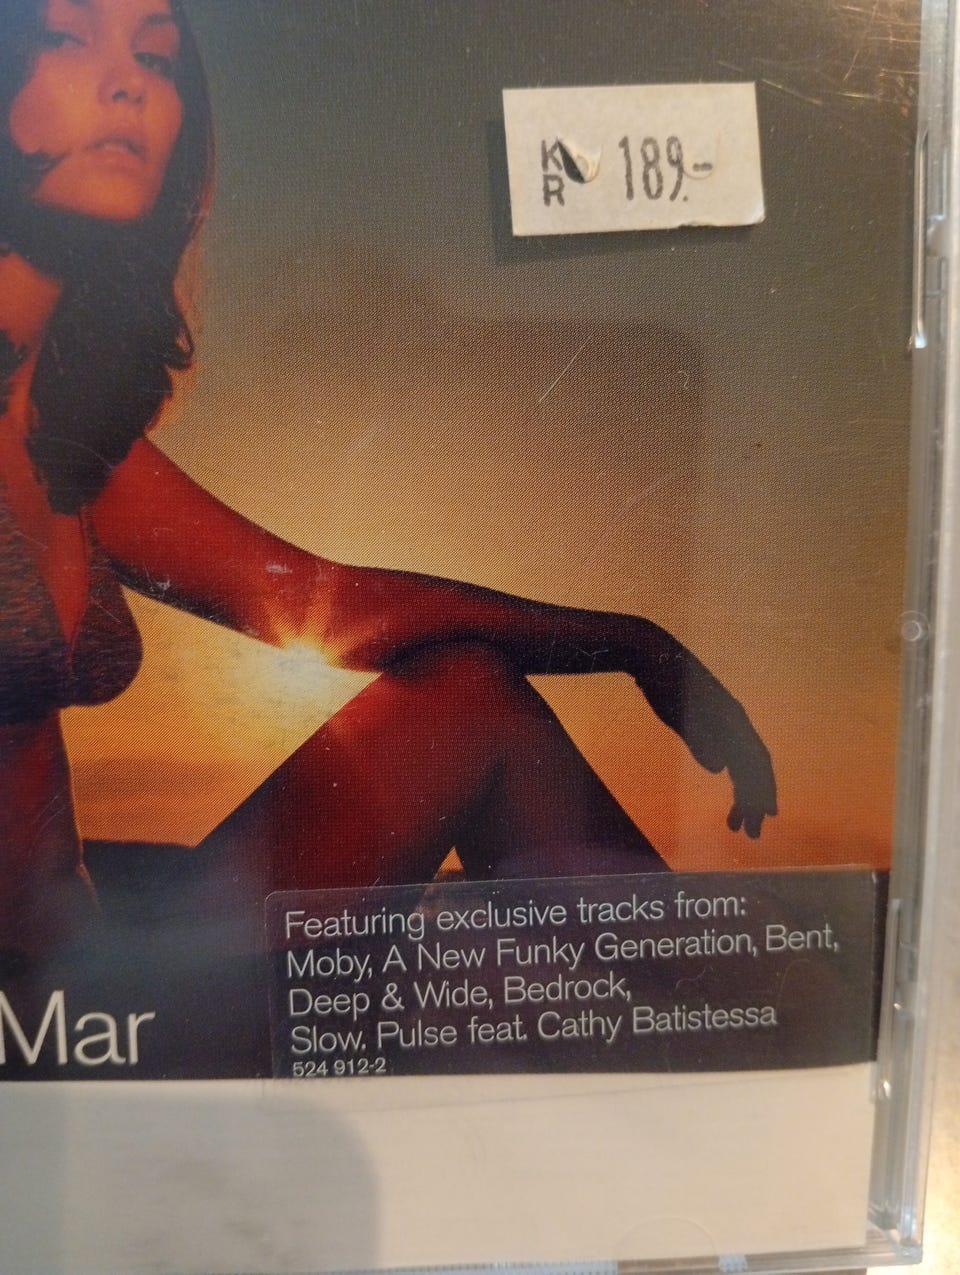 K
R 189.-
Mar
Featuring exclusive tracks from:
Moby, A New Funky Generation, Bent,
Deep & Wide, Bedrock,
Slow. Pulse feat. Cathy Batistessa
524 912-2